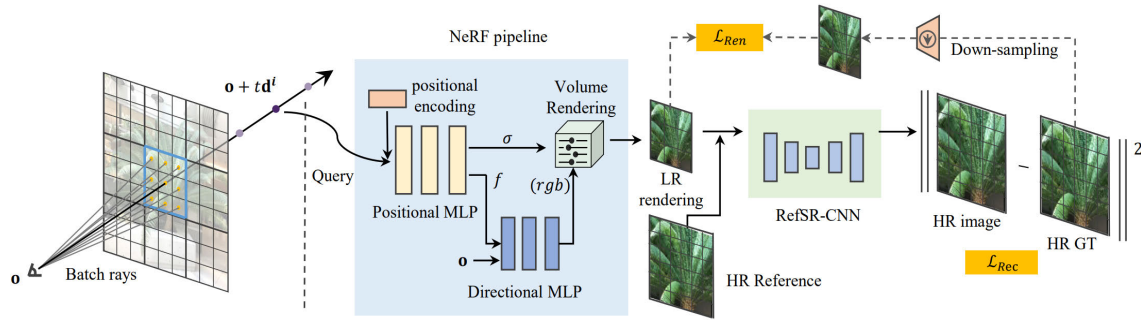 NeRF pipeline
o + td^i
positional
encoding
Volume
Rendering
σ
Query
f
(rgb)
Positional MLP
o
Directional MLP
o
Batch rays
ℒ_Ren
Down-sampling
LR
rendering
HR Reference
RefSR-CNN
HR image
−
HR GT
2
ℒ_Rec